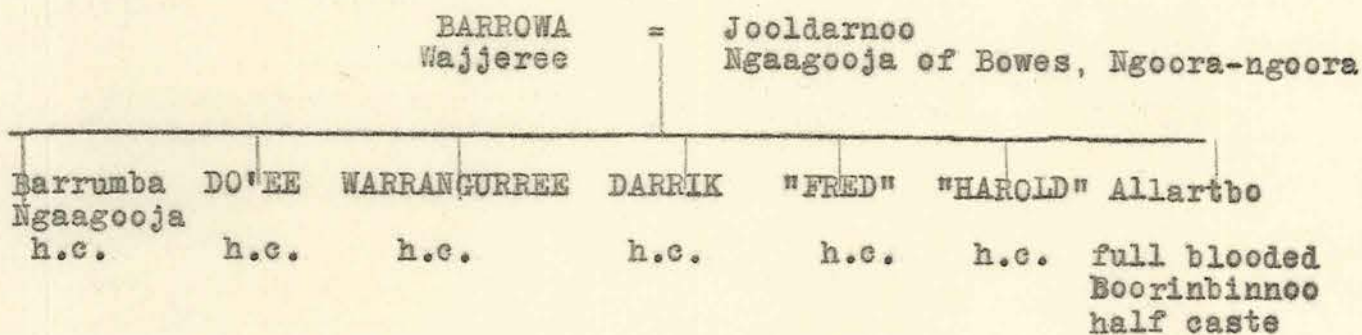 BARROWA = Jooldarnoo
Wajjeree Ngaagooja of Bowes, Ngoora-ngoora
Barrumba DO'EE WARRANGURREE DARRIK "FRED" "HAROLD" Allartbo
Ngaagooja
h.c. h.c. h.c. h.c. h.c. h.c. full blooded
Boorinbinnoo
half caste